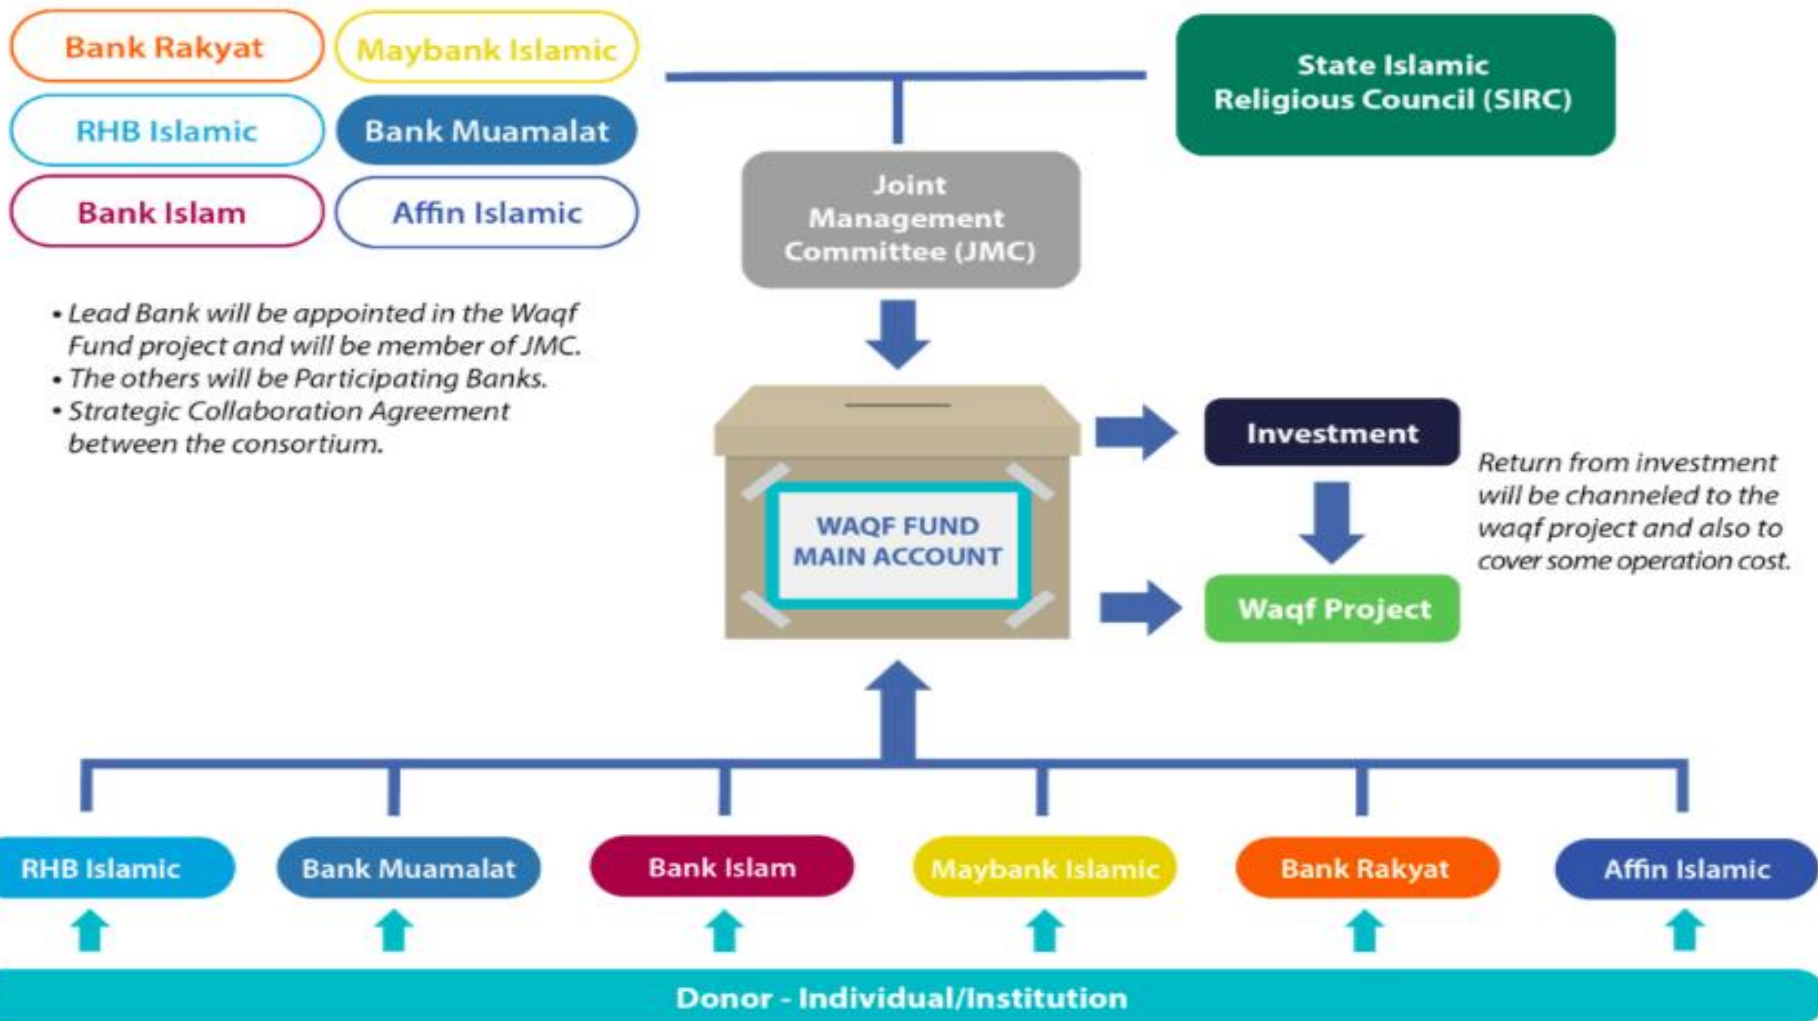 Bank Rakyat
Maybank Islamic
RHB Islamic
Bank Muamalat
Bank Islam
Affin Islamic
State Islamic
Religious Council (SIRC)
Joint
Management
Committee (JMC)
• Lead Bank will be appointed in the Waqf
Fund project and will be member of JMC.
• The others will be Participating Banks.
• Strategic Collaboration Agreement
between the consortium.
WAQF FUND
MAIN ACCOUNT
Investment
Return from investment
will be channeled to the
waqf project and also to
cover some operation cost.
Waqf Project
RHB Islamic
Bank Muamalat
Bank Islam
Maybank Islamic
Bank Rakyat
Affin Islamic
Donor - Individual/Institution